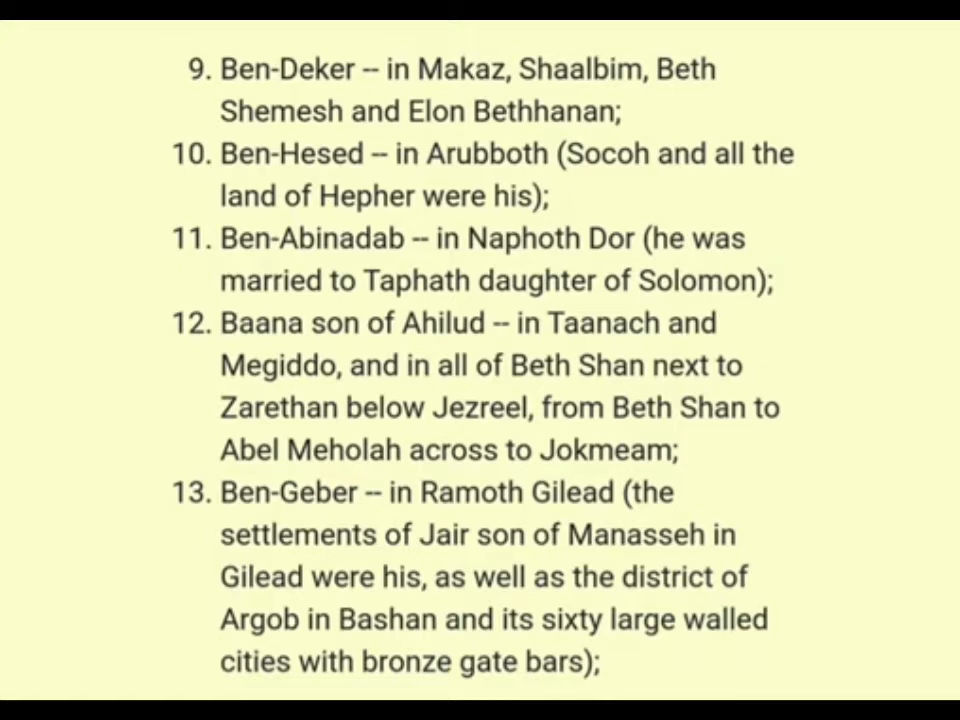 9. Ben-Deker -- in Makaz, Shaalbim, Beth
Shemesh and Elon Bethhanan;
10. Ben-Hesed -- in Arubboth (Socoh and all the
land of Hepher were his);
11. Ben-Abinadab -- in Naphoth Dor (he was
married to Taphath daughter of Solomon);
12. Baana son of Ahilud -- in Taanach and
Megiddo, and in all of Beth Shan next to
Zarethan below Jezreel, from Beth Shan to
Abel Meholah across to Jokmeam;
13. Ben-Geber -- in Ramoth Gilead (the
settlements of Jair son of Manasseh in
Gilead were his, as well as the district of
Argob in Bashan and its sixty large walled
cities with bronze gate bars);